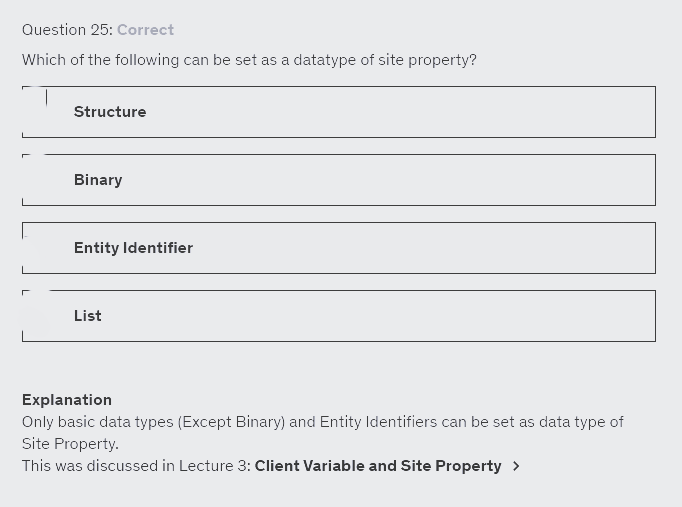 Question 25: Correct
Which of the following can be set as a datatype of site property?
Structure
Binary
Entity Identifier
List
Explanation
Only basic data types (Except Binary) and Entity Identifiers can be set as data type of
Site Property.
This was discussed in Lecture 3: Client Variable and Site Property >